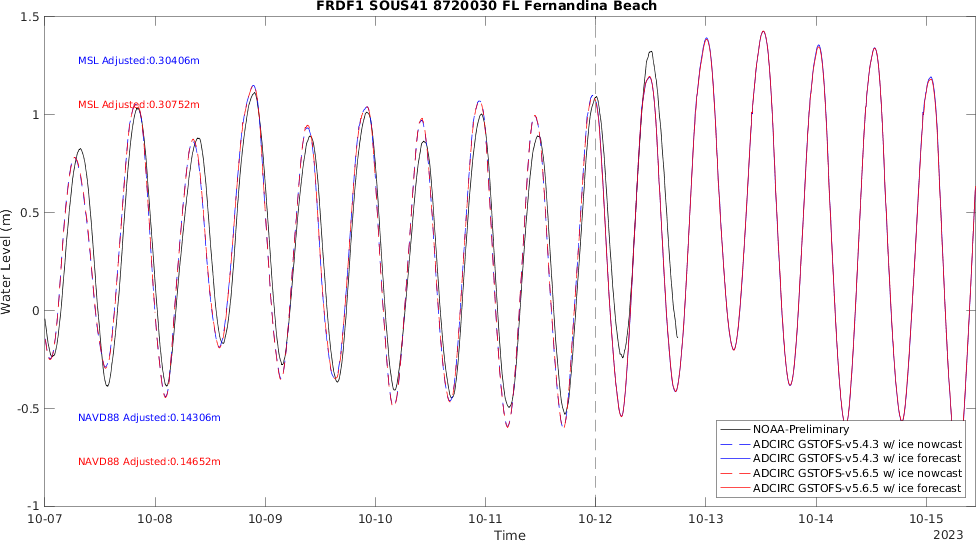 FRDF1 SOUS41 8720030 FL Fernandina Beach
1.5
1
0.5
0
-0.5
-1
Water Level (m)
MSL Adjusted:0.30406m
MSL Adjusted:0.30752m
NAVD88 Adjusted:0.14306m
NAVD88 Adjusted:0.14652m
NOAA-Preliminary
ADCIRC GSTOFS-v5.4.3 w/ ice nowcast
ADCIRC GSTOFS-v5.4.3 w/ ice forecast
ADCIRC GSTOFS-v5.6.5 w/ ice nowcast
ADCIRC GSTOFS-v5.6.5 w/ ice forecast
10-07 10-08 10-09 10-10 10-11 10-12 10-13 10-14 10-15
Time
2023